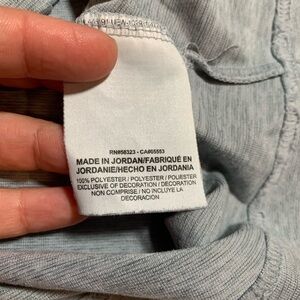 RN#56323 - CA#05553
MADE IN JORDAN/FABRIQUÉ EN
JORDANIE/HECHO EN JORDANIA
100% POLYESTER / POLYESTER / POLIESTER
EXCLUSIVE OF DECORATION / DECORATION
NON COMPRISE / NO INCLUYE LA
DECORACION